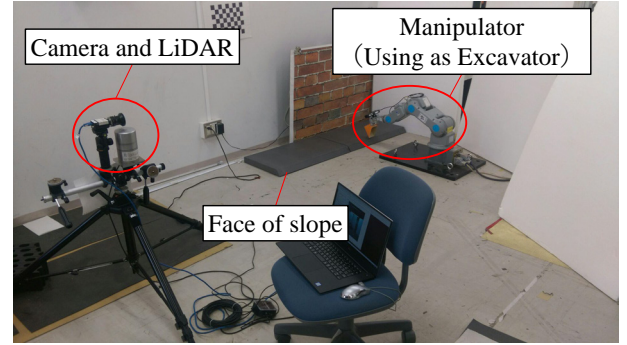 Camera and LiDAR
Manipulator
（Using as Excavator）
Face of slope